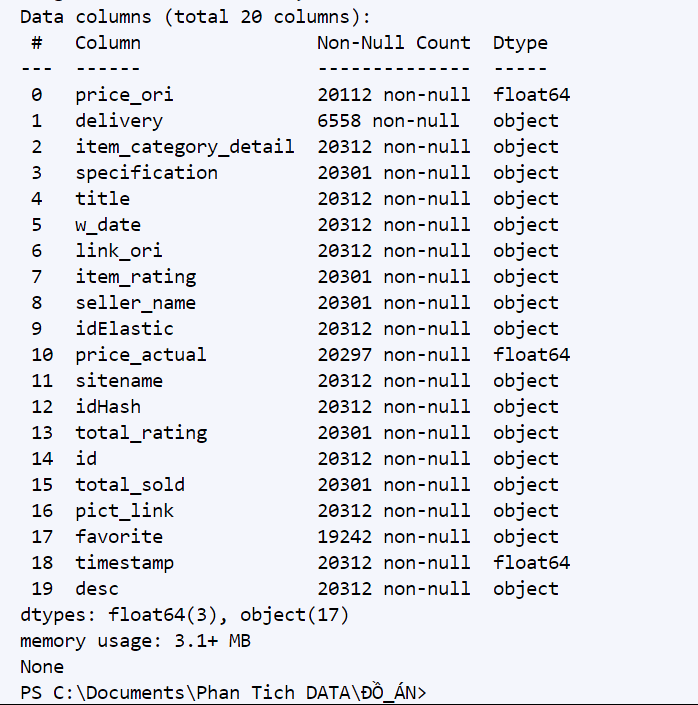 Data columns (total 20 columns):
 #   Column                Non-Null Count  Dtype
---  ------                --------------  -----
 0   price_ori             20112 non-null  float64
 1   delivery              6558 non-null   object
 2   item_category_detail  20312 non-null  object
 3   specification         20301 non-null  object
 4   title                 20312 non-null  object
 5   w_date                20312 non-null  object
 6   link_ori              20312 non-null  object
 7   item_rating           20301 non-null  object
 8   seller_name           20301 non-null  object
 9   idElastic             20312 non-null  object
 10  price_actual          20297 non-null  float64
 11  sitename              20312 non-null  object
 12  idHash                20312 non-null  object
 13  total_rating          20301 non-null  object
 14  id                    20312 non-null  object
 15  total_sold            20301 non-null  object
 16  pict_link             20312 non-null  object
 17  favorite              19242 non-null  object
 18  timestamp             20312 non-null  float64
 19  desc                  20312 non-null  object
dtypes: float64(3), object(17)
memory usage: 3.1+ MB
None
PS C:\Documents\Phan Tich DATA\ĐỒ_ÁN>